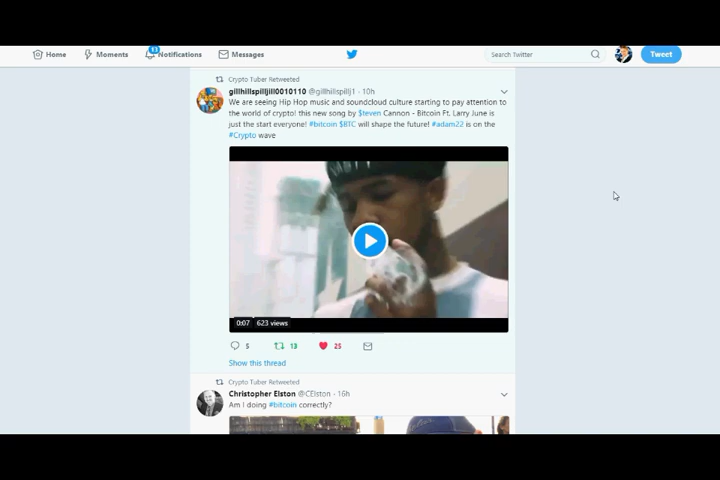 Home Moments 13 Notifications Messages Search Twitter Tweet
Crypto Tuber Retweeted
gillhillspilljill0010110 @gillhillspillj1 · 10h
We are seeing Hip Hop music and soundcloud culture starting to pay attention to
the world of crypto! this new song by $teven Cannon - Bitcoin Ft. Larry June is
just the start everyone! #bitcoin $BTC will shape the future! #adam22 is on the
#Crypto wave
0:07 623 views
5 13 25
Show this thread
Crypto Tuber Retweeted
Christopher Elston @CElston · 16h
Am I doing #bitcoin correctly?